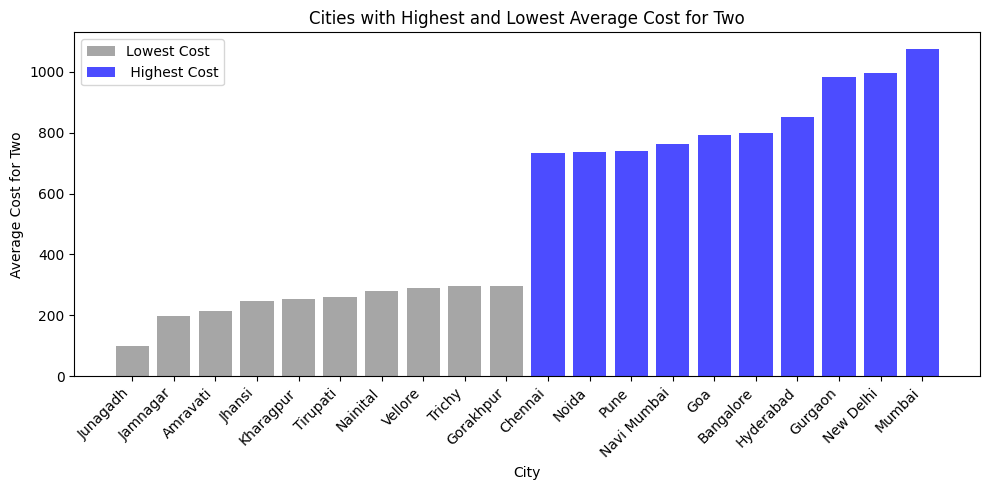 Cities with Highest and Lowest Average Cost for Two
Lowest Cost
Highest Cost
Average Cost for Two
1000
800
600
400
200
0
Junagadh
Jamnagar
Amravati
Jhansi
Kharagpur
Tirupati
Nainital
Vellore
Trichy
Gorakhpur
Chennai
Noida
Pune
Navi Mumbai
Goa
Bangalore
Hyderabad
Gurgaon
New Delhi
Mumbai
City